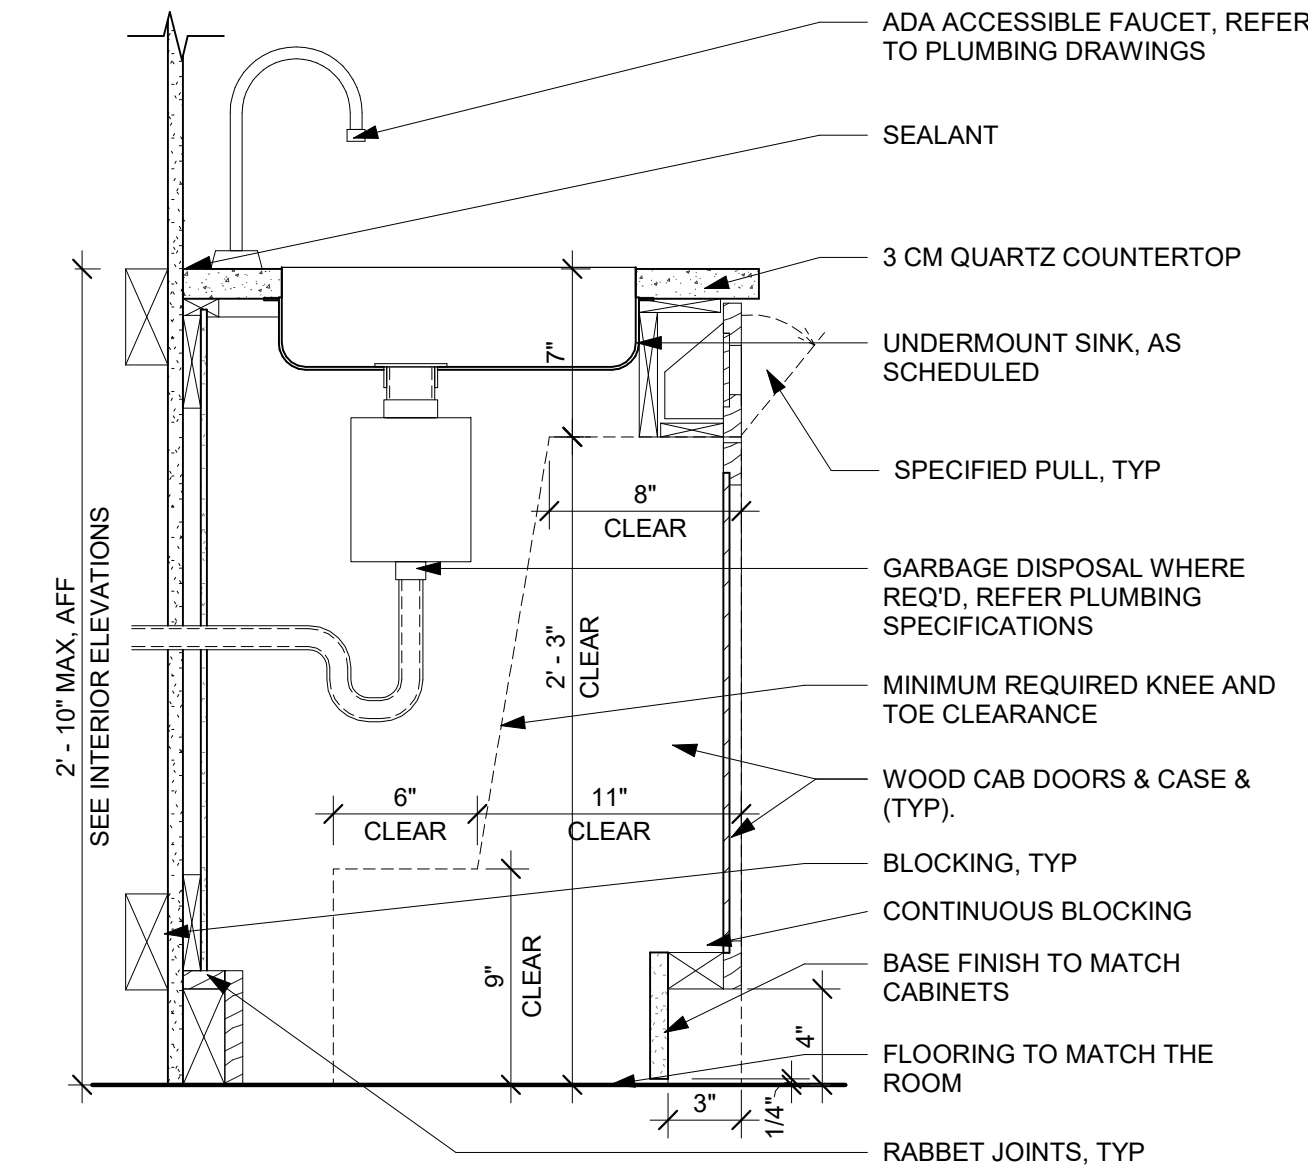 ADA ACCESSIBLE FAUCET, REFER
TO PLUMBING DRAWINGS
SEALANT
3 CM QUARTZ COUNTERTOP
UNDERMOUNT SINK, AS
SCHEDULED
SPECIFIED PULL, TYP
GARBAGE DISPOSAL WHERE
REQ'D, REFER PLUMBING
SPECIFICATIONS
MINIMUM REQUIRED KNEE AND
TOE CLEARANCE
WOOD CAB DOORS & CASE &
(TYP).
BLOCKING, TYP
CONTINUOUS BLOCKING
BASE FINISH TO MATCH
CABINETS
FLOORING TO MATCH THE
ROOM
RABBET JOINTS, TYP
2' - 10" MAX, AFF
SEE INTERIOR ELEVATIONS
7"
8"
CLEAR
2' - 3"
CLEAR
6"
CLEAR
11"
CLEAR
9"
CLEAR
4"
3"
1/4"